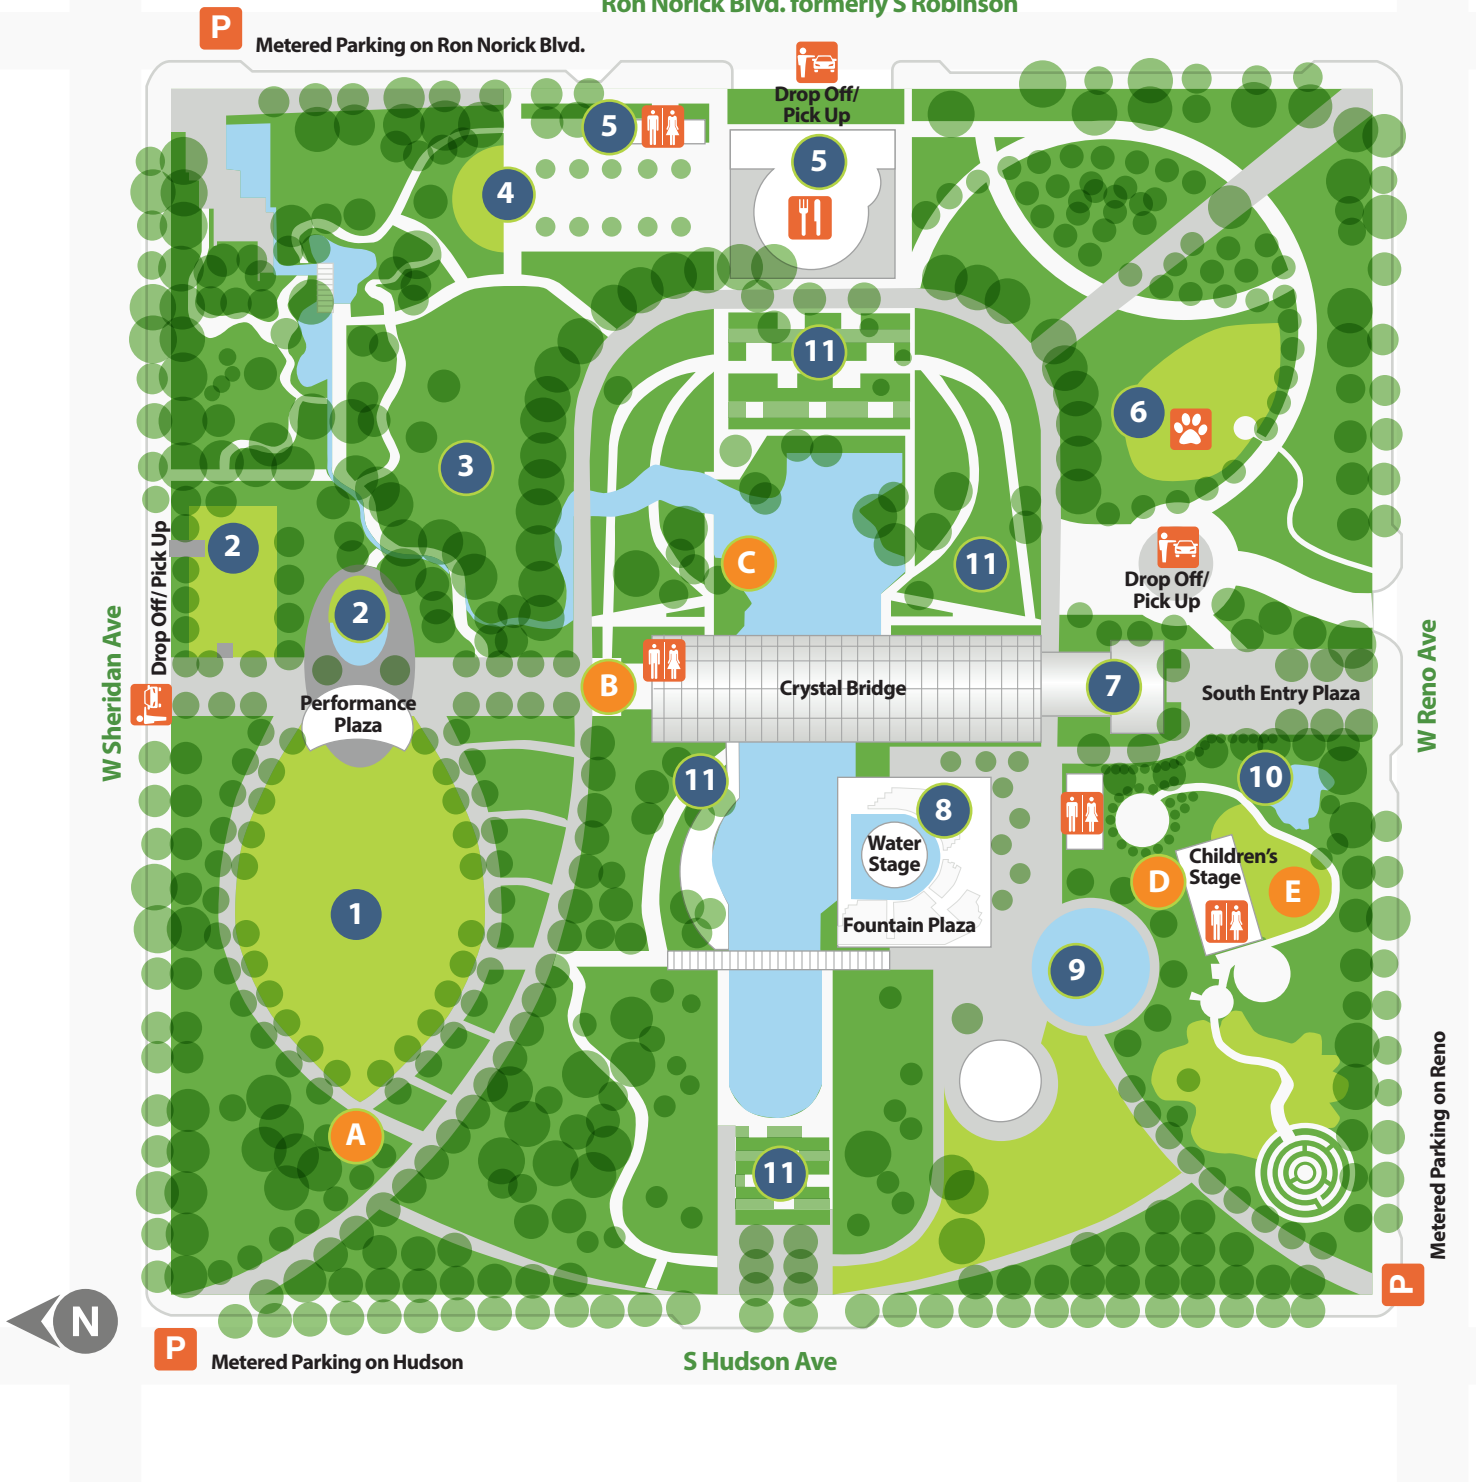 Ron Norick Blvd. formerly S Robinson
P
Metered Parking on Ron Norick Blvd.
Drop Off/
Pick Up
5
5
4
11
6
3
2
Drop Off/ Pick Up
C
11
Drop Off/
Pick Up
2
W Sheridan Ave
W Reno Ave
B
Crystal Bridge
7
South Entry Plaza
Performance
Plaza
11
10
8
Water
Stage
Children's
Stage
D
E
1
Fountain Plaza
9
A
11
Metered Parking on Reno
P
N
P
Metered Parking on Hudson
S Hudson Ave